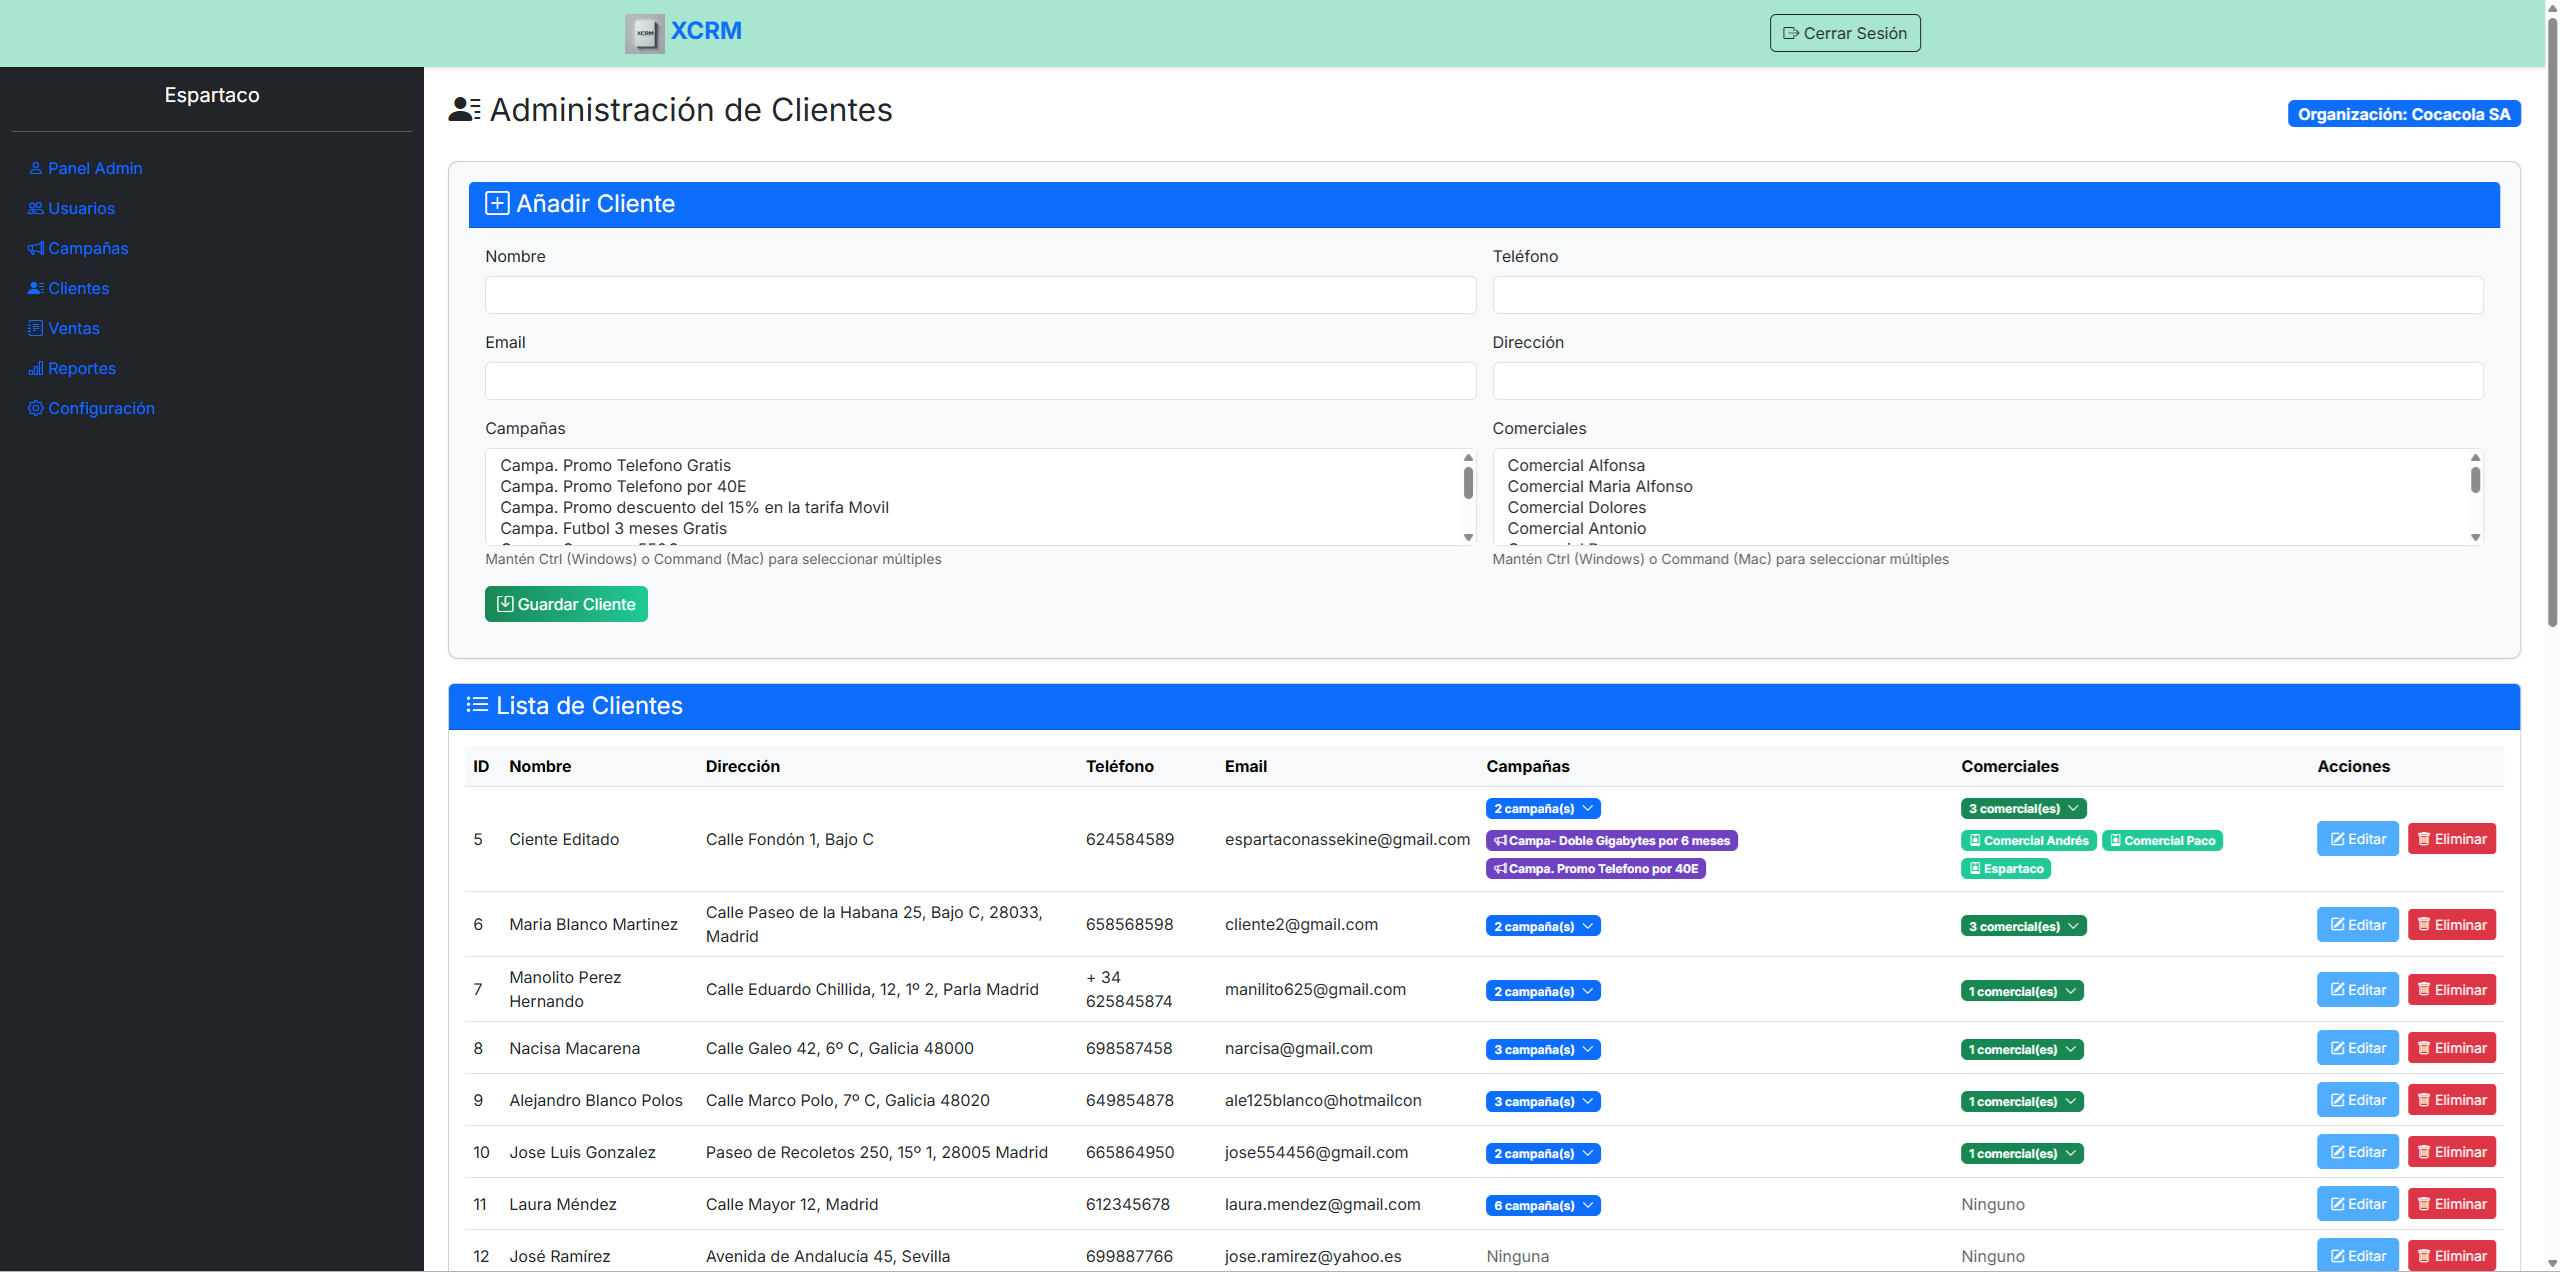 XCRM
XCRM
Cerrar Sesión
Espartaco
Panel Admin
Usuarios
Campañas
Clientes
Ventas
Reportes
Configuración
Administración de Clientes
Organización: Cocacola SA
Añadir Cliente
Nombre
Teléfono
Email
Dirección
Campañas
Comerciales
Campa. Promo Telefono Gratis
Campa. Promo Telefono por 40E
Campa. Promo descuento del 15% en la tarifa Movil
Campa. Futbol 3 meses Gratis
Comercial Alfonsa
Comercial Maria Alfonso
Comercial Dolores
Comercial Antonio
Mantén Ctrl (Windows) o Command (Mac) para seleccionar múltiples
Mantén Ctrl (Windows) o Command (Mac) para seleccionar múltiples
Guardar Cliente
Lista de Clientes
ID Nombre Dirección Teléfono Email Campañas Comerciales Acciones
2 campaña(s) 3 comercial(es)
5 Ciente Editado Calle Fondón 1, Bajo C 624584589 espartaconassekine@gmail.com Campa- Doble Gigabytes por 6 meses Comercial Andrés Comercial Paco Editar Eliminar
Campa. Promo Telefono por 40E Espartaco
6 Maria Blanco Martinez Calle Paseo de la Habana 25, Bajo C, 28033, Madrid 658568598 cliente2@gmail.com 2 campaña(s) 3 comercial(es) Editar Eliminar
7 Manolito Perez Hernando Calle Eduardo Chillida, 12, 1º 2, Parla Madrid + 34 625845874 manilito625@gmail.com 2 campaña(s) 1 comercial(es) Editar Eliminar
8 Nacisa Macarena Calle Galeo 42, 6º C, Galicia 48000 698587458 narcisa@gmail.com 3 campaña(s) 1 comercial(es) Editar Eliminar
9 Alejandro Blanco Polos Calle Marco Polo, 7º C, Galicia 48020 649854878 ale125blanco@hotmailcon 3 campaña(s) 1 comercial(es) Editar Eliminar
10 Jose Luis Gonzalez Paseo de Recoletos 250, 15º 1, 28005 Madrid 665864950 jose554456@gmail.com 2 campaña(s) 1 comercial(es) Editar Eliminar
11 Laura Méndez Calle Mayor 12, Madrid 612345678 laura.mendez@gmail.com 6 campaña(s) Ninguno Editar Eliminar
12 José Ramírez Avenida de Andalucía 45, Sevilla 699887766 jose.ramirez@yahoo.es Ninguna Ninguno Editar Eliminar